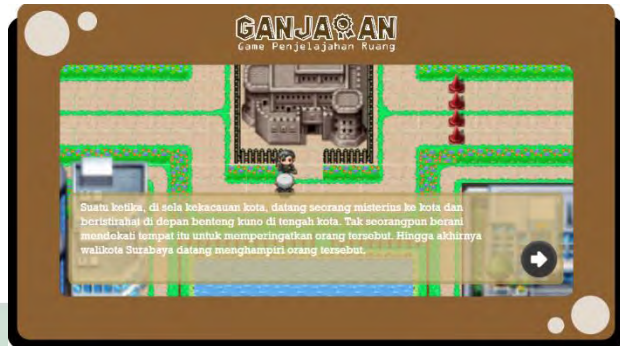 GANJARAN
Game Penjelajahan Ruang
Suatu ketika, di sela kekacauan kota, datang seorang misterius ke kota dan
beristirahat di depan benteng kuno di tengah kota. Tak seorangpun berani
mendekati tempat itu untuk memperingatkan orang tersebut. Hingga akhirnya
walikota Surabaya datang menghampiri orang tersebut.